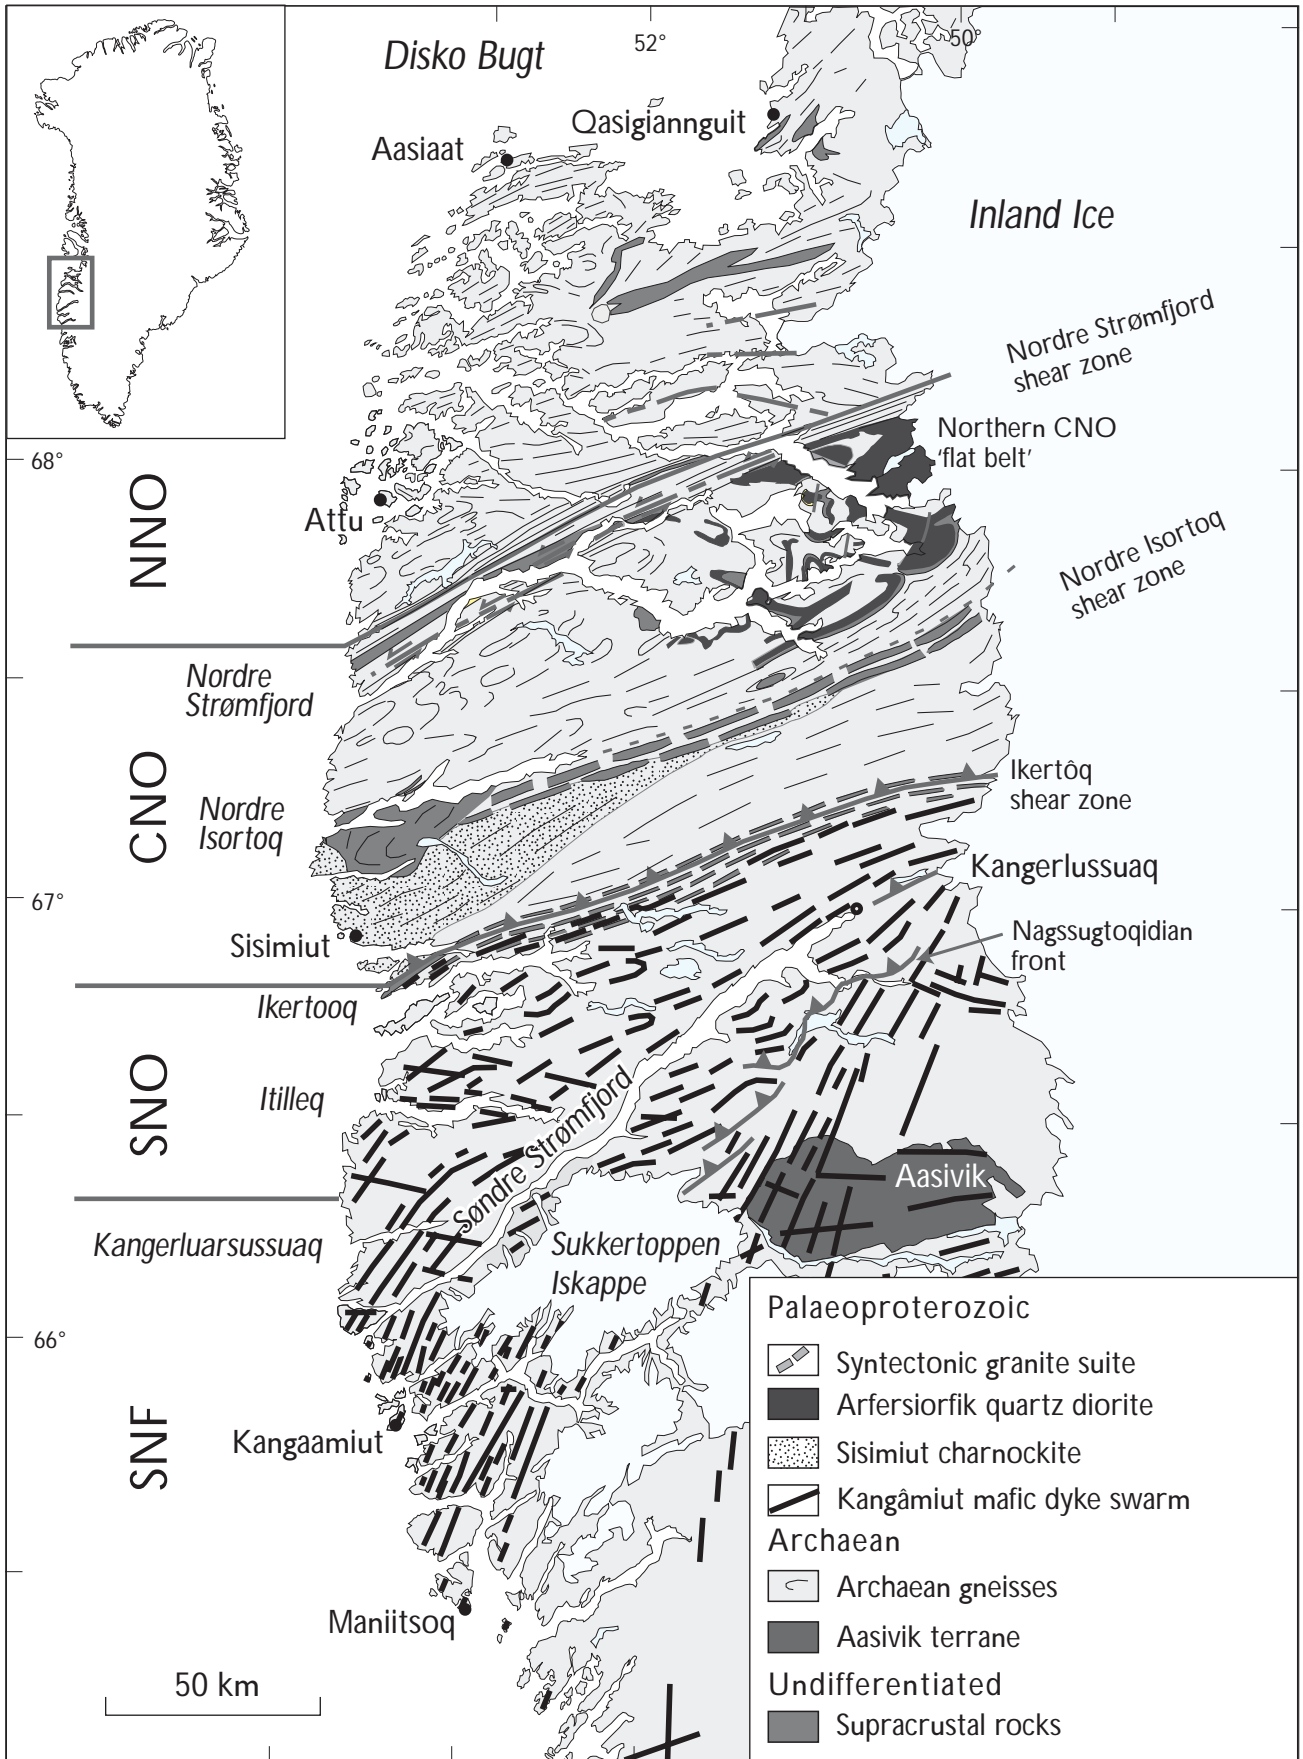 Disko Bugt
52°
50°
Qasigiannguit
Aasiaat
Inland Ice
Nordre Strømfjord
shear zone
Northern CNO
'flat belt'
68°
NNO
Attu
Nordre Isortoq
shear zone
Nordre
Strømfjord
CNO
Nordre
Isortoq
Ikertôq
shear zone
Kangerlussuaq
67°
Sisimiut
Nagssugtoqidian
front
Ikertooq
SNO
Itilleq
Søndre Strømfjord
Aasivik
Kangerluarsussuaq
Sukkertoppen
Iskappe
66°
SNF
Kangaamiut
Maniitsoq
50 km
Palaeoproterozoic
Syntectonic granite suite
Arfersiorfik quartz diorite
Sisimiut charnockite
Kangâmiut mafic dyke swarm
Archaean
Archaean gneisses
Aasivik terrane
Undifferentiated
Supracrustal rocks